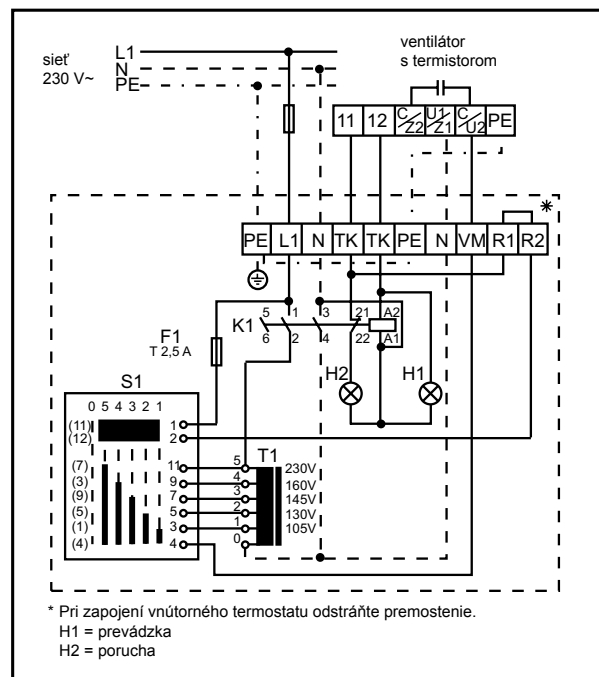 sieť
230 V~
L1
N
PE
ventilátor
s termistorom
11 12 C/Z2 U1/Z1 C/U2 PE
*
PE L1 N TK TK PE N VM R1 R2
K1
5 1 3 21 A2
6 2 4 22 A1
F1
T 2,5 A
H2 H1
S1
0 5 4 3 2 1
(11) 1
(12) 2
T1
(7) 11 5 230V
(3) 9 4 160V
(9) 7 3 145V
(5) 5 2 130V
(1) 3 1 105V
(4) 4 0
* Pri zapojení vnútorného termostatu odstráňte premostenie.
H1 = prevádzka
H2 = porucha